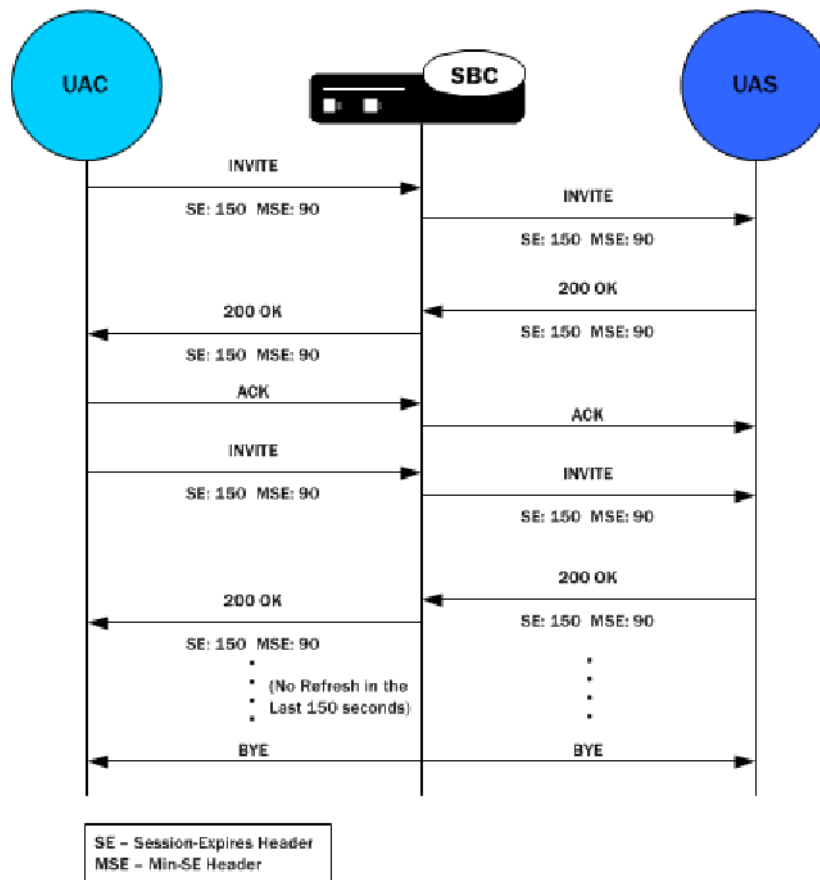 UAC
SBC
UAS
INVITE
SE: 150 MSE: 90
INVITE
SE: 150 MSE: 90
200 OK
SE: 150 MSE: 90
200 OK
SE: 150 MSE: 90
ACK
ACK
INVITE
SE: 150 MSE: 90
INVITE
SE: 150 MSE: 90
200 OK
SE: 150 MSE: 90
200 OK
SE: 150 MSE: 90
(No Refresh in the
Last 150 seconds)
BYE
BYE
SE – Session-Expires Header
MSE – Min-SE Header